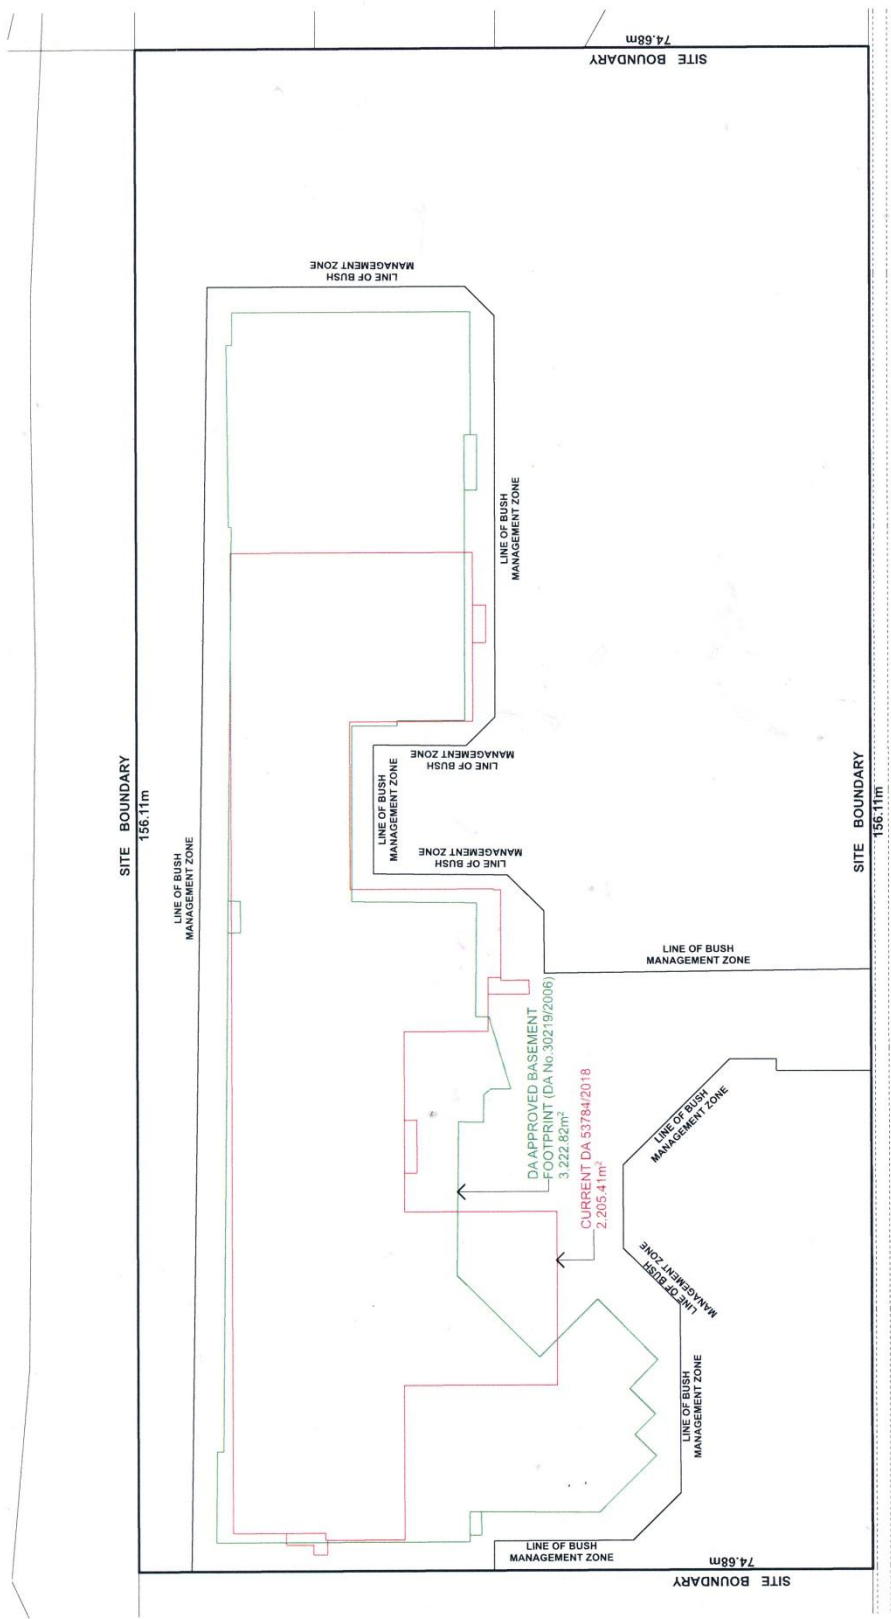 74.68m
SITE BOUNDARY
LINE OF BUSH
MANAGEMENT ZONE
LINE OF BUSH
MANAGEMENT ZONE
SITE BOUNDARY
156.11m
LINE OF BUSH
MANAGEMENT ZONE
LINE OF BUSH
MANAGEMENT ZONE
LINE OF BUSH
MANAGEMENT ZONE
LINE OF BUSH
MANAGEMENT ZONE
SITE BOUNDARY
156.11m
LINE OF BUSH
MANAGEMENT ZONE
DA APPROVED BASEMENT
FOOTPRINT (DA No.30219/2006)
3.222.82m²
CURRENT DA 53784/2018
2.205.41m²
LINE OF BUSH
MANAGEMENT ZONE
LINE OF BUSH
MANAGEMENT ZONE
LINE OF BUSH
MANAGEMENT ZONE
LINE OF BUSH
MANAGEMENT ZONE
74.68m
SITE BOUNDARY